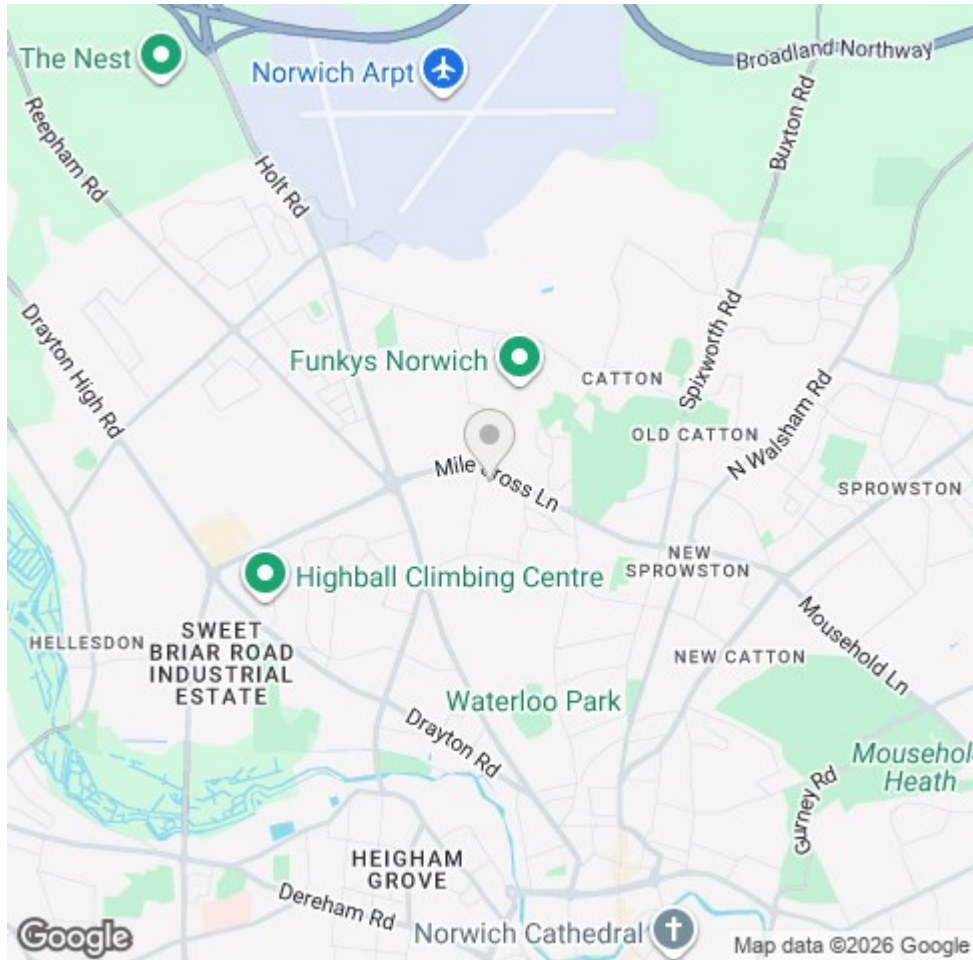 The Nest
Norwich Arpt
Broadland Northway
Reepham Rd
Holt Rd
Buxton Rd
Drayton High Rd
Funkys Norwich
CATTON
Spixworth Rd
OLD CATTON
N Walsham Rd
Mile Cross Ln
SPROWSTON
NEW
SPROWSTON
Highball Climbing Centre
HELLESDON
SWEET
BRIAR ROAD
INDUSTRIAL
ESTATE
Mousehold Ln
NEW CATTON
Waterloo Park
Drayton Rd
Mousehol
Heath
Gurney Rd
HEIGHAM
GROVE
Dereham Rd
Norwich Cathedral
Google
Map data ©2026 Google